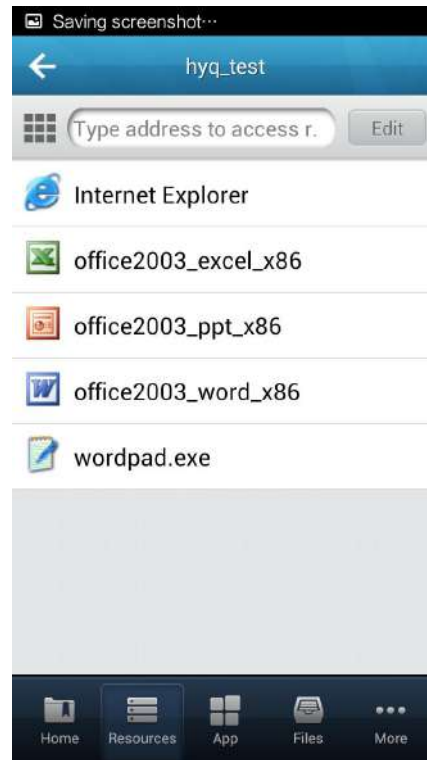 Saving screenshot...
hyq_test
Type address to access r.
Edit
Internet Explorer
office2003_excel_x86
office2003_ppt_x86
office2003_word_x86
wordpad.exe
Home
Resources
App
Files
More